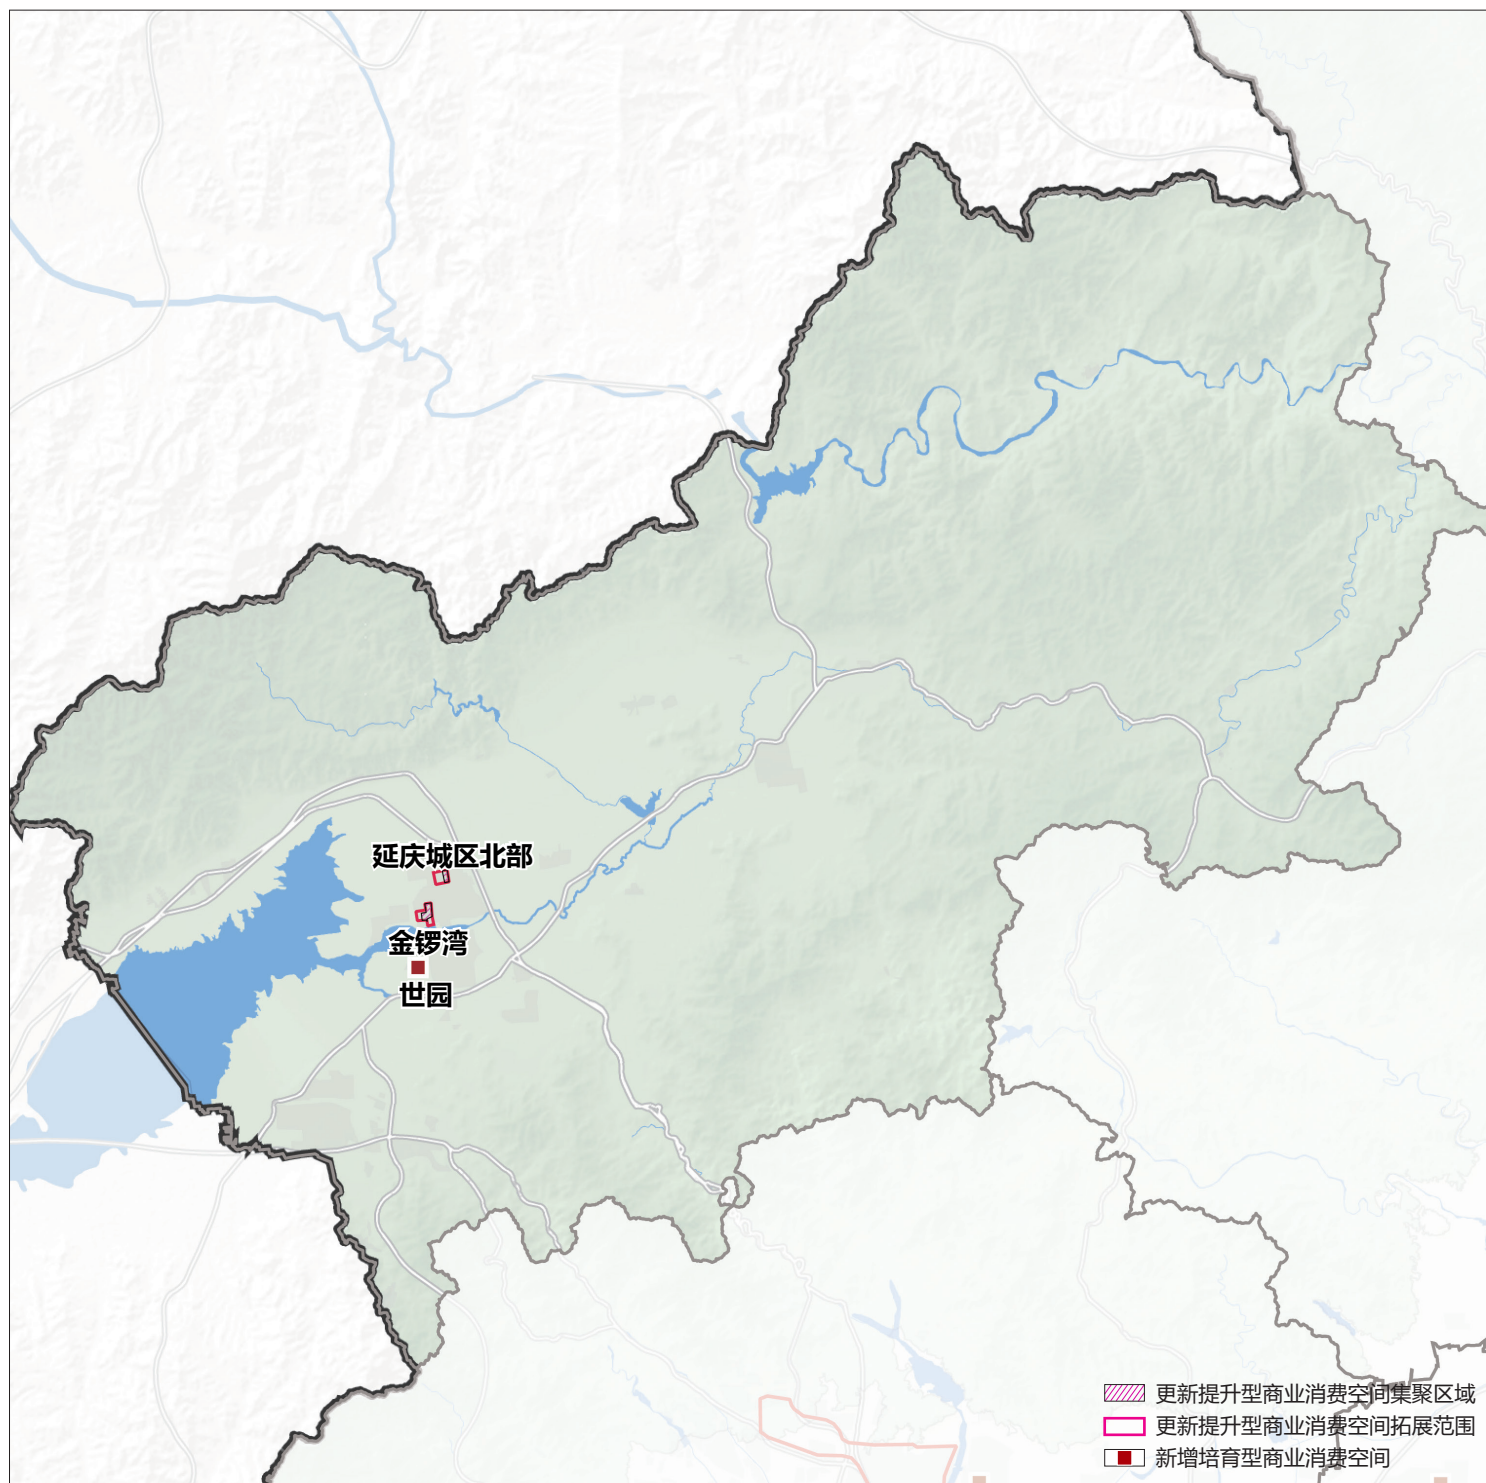 延庆城区北部
金锣湾
世园
更新提升型商业消费空间集聚区域
更新提升型商业消费空间拓展范围
新增培育型商业消费空间